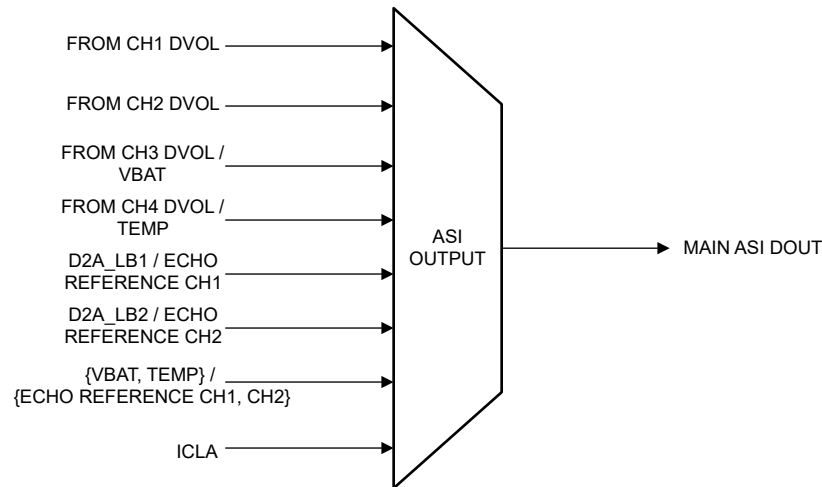 FROM CH1 DVOL
FROM CH2 DVOL
FROM CH3 DVOL /
VBAT
FROM CH4 DVOL /
TEMP
D2A_LB1 / ECHO
REFERENCE CH1
D2A_LB2 / ECHO
REFERENCE CH2
{VBAT, TEMP} /
{ECHO REFERENCE CH1, CH2}
ICLA
ASI
OUTPUT
MAIN ASI DOUT